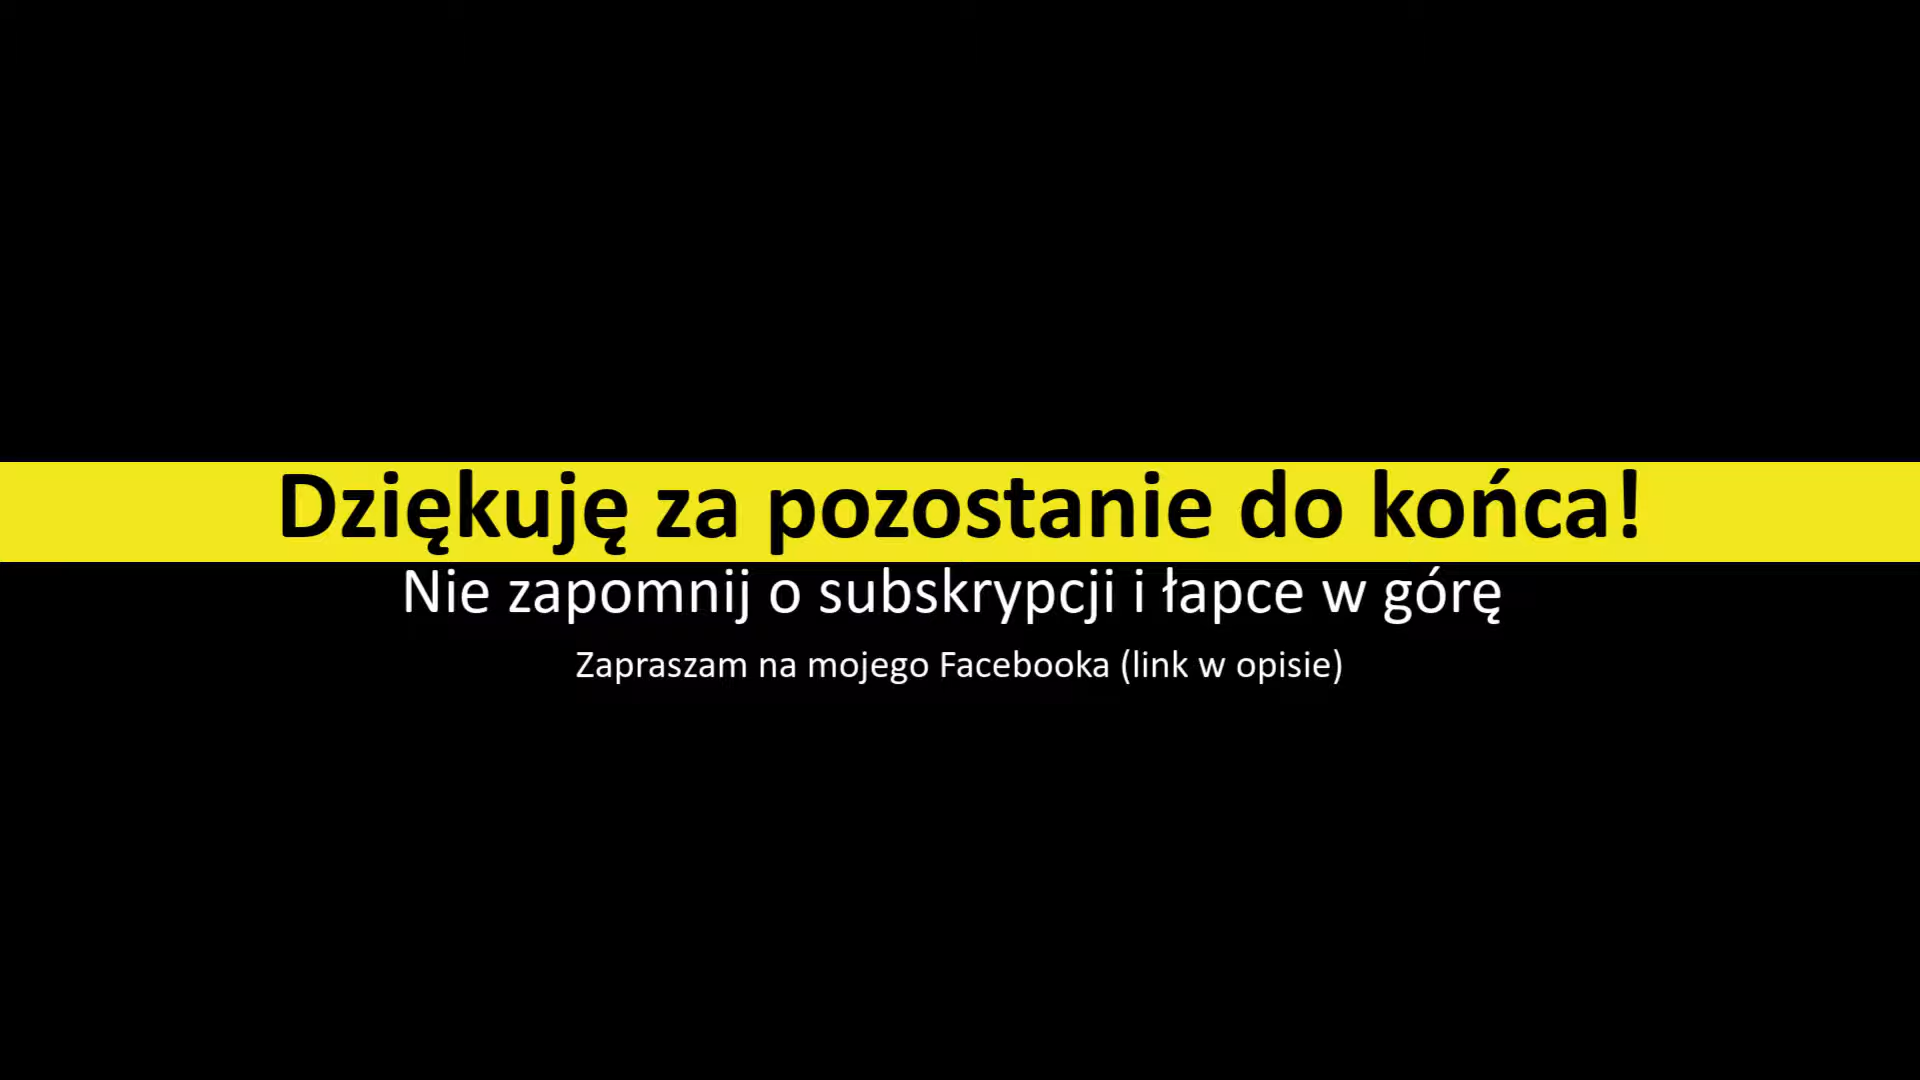 Dziękuję za pozostanie do końca!
Nie zapomnij o subskrypcji i łapce w górę
Zapraszam na mojego Facebooka (link w opisie)